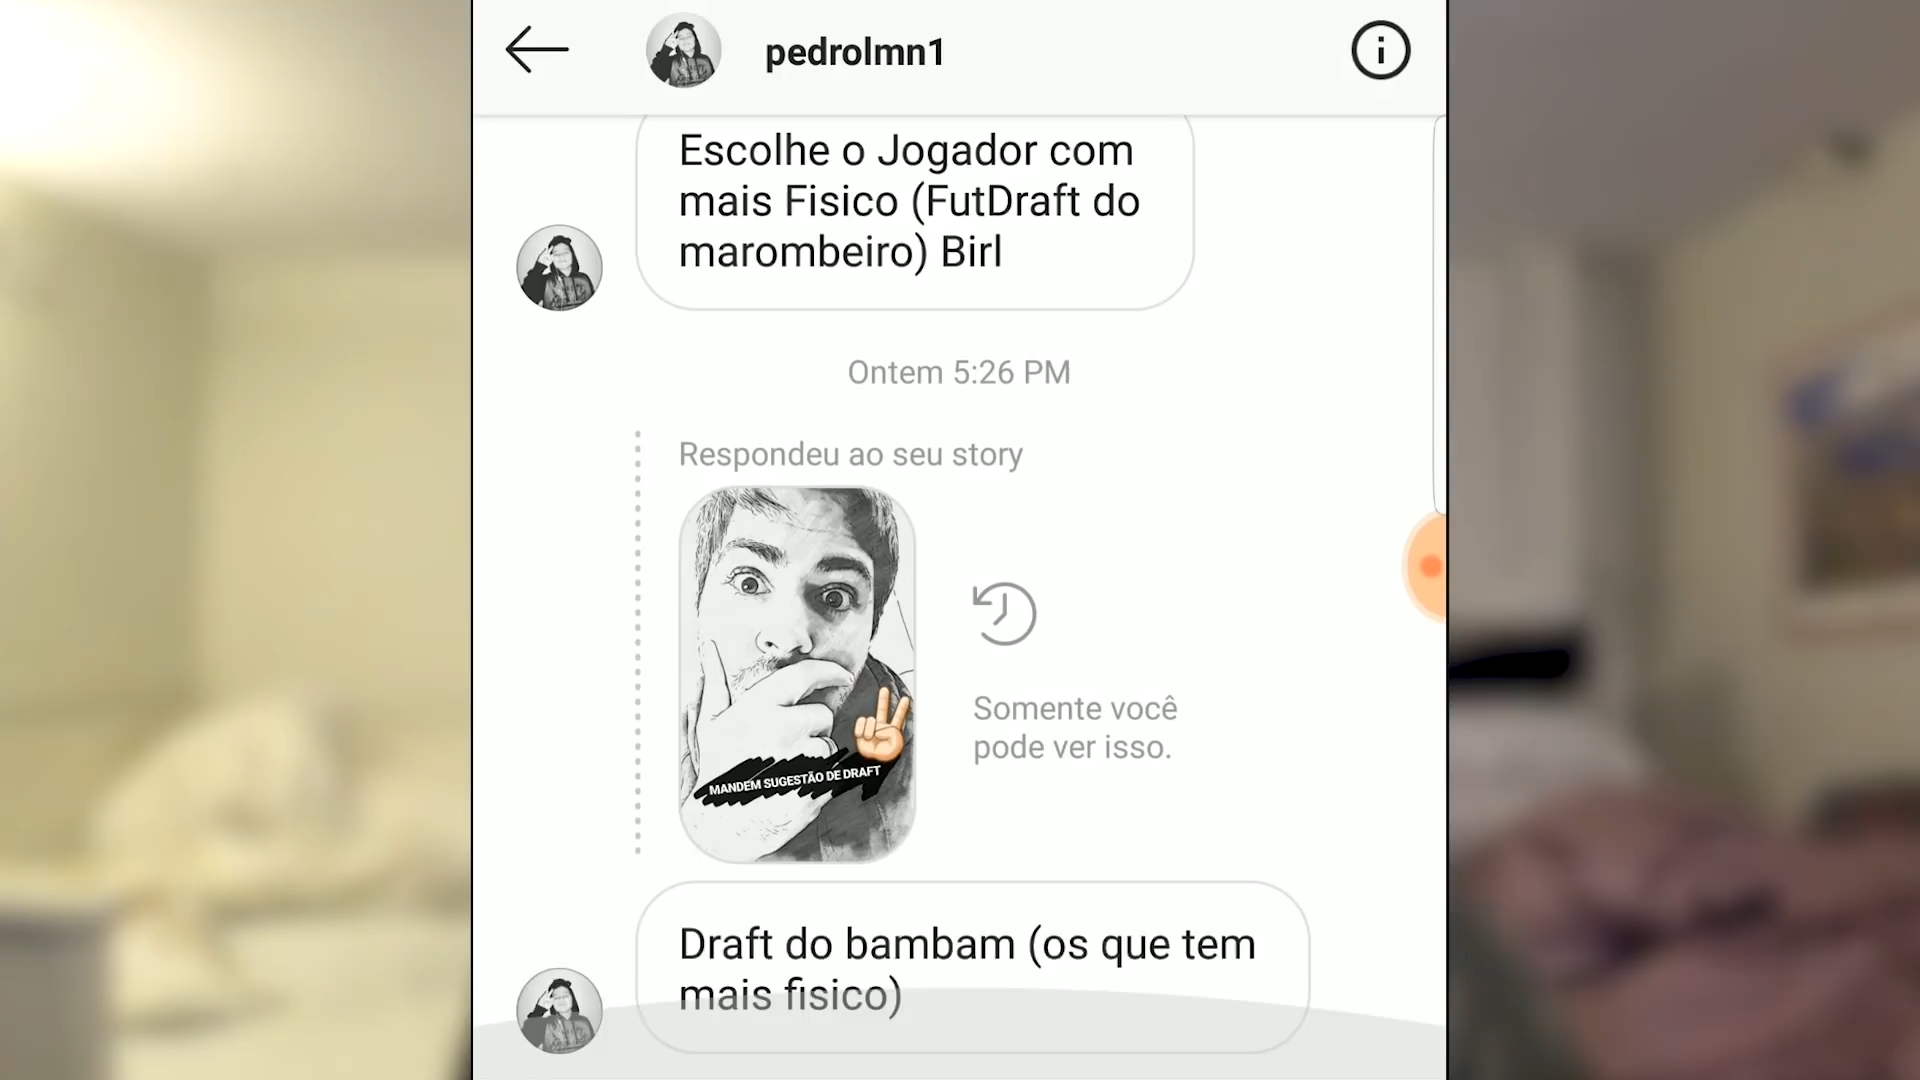 pedrolmn1
Escolhe o Jogador com
mais Fisico (FutDraft do
marombeiro) Birl
Ontem 5:26 PM
Respondeu ao seu story
MANDEM SUGESTÃO DE DRAFT
Somente você
pode ver isso.
Draft do bambam (os que tem
mais fisico)